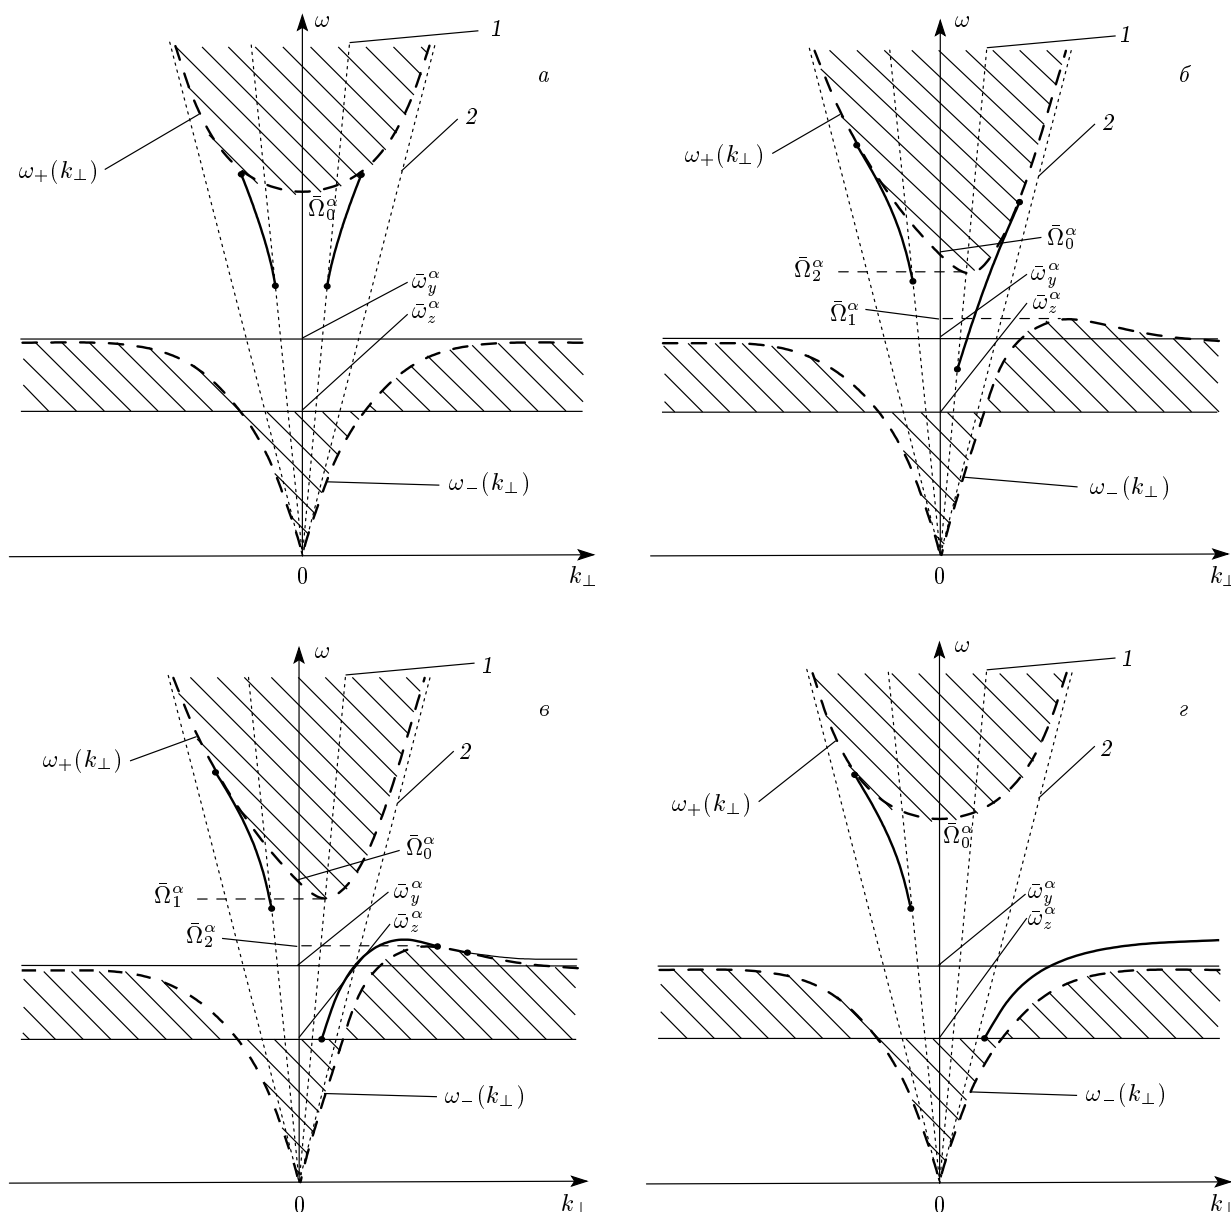 ω
1
а
2
ω₊(k⊥)
Ω̄₀^α
ω̄_y^α
ω̄_z^α
ω₋(k⊥)
0
k⊥
ω
1
б
2
ω₊(k⊥)
Ω̄₀^α
Ω̄₂^α
ω̄_y^α
ω̄_z^α
Ω̄₁^α
ω₋(k⊥)
0
k⊥
ω
1
в
2
ω₊(k⊥)
Ω̄₀^α
Ω̄₁^α
ω̄_y^α
ω̄_z^α
Ω̄₂^α
ω₋(k⊥)
0
k⊥
ω
1
г
2
ω₊(k⊥)
Ω̄₀^α
ω̄_y^α
ω̄_z^α
ω₋(k⊥)
0
k⊥